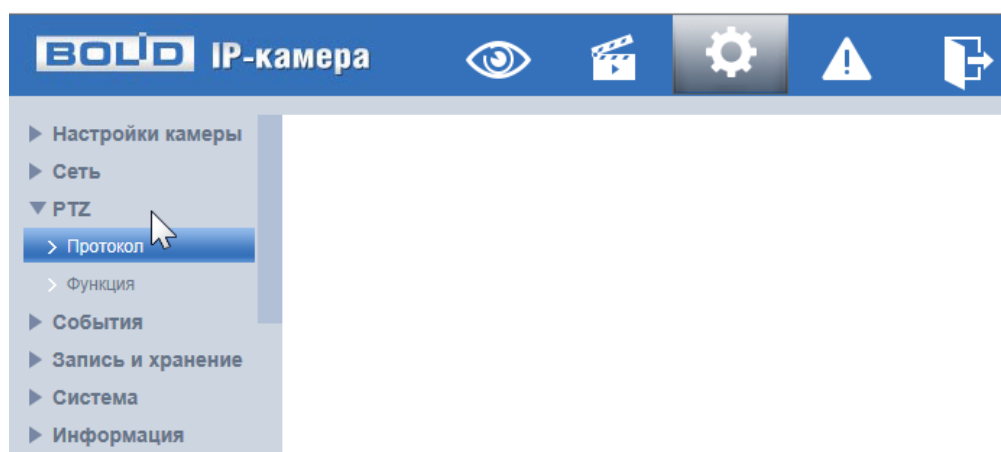 BOLID IP-камера
Настройки камеры
Сеть
PTZ
Протокол
Функция
События
Запись и хранение
Система
Информация